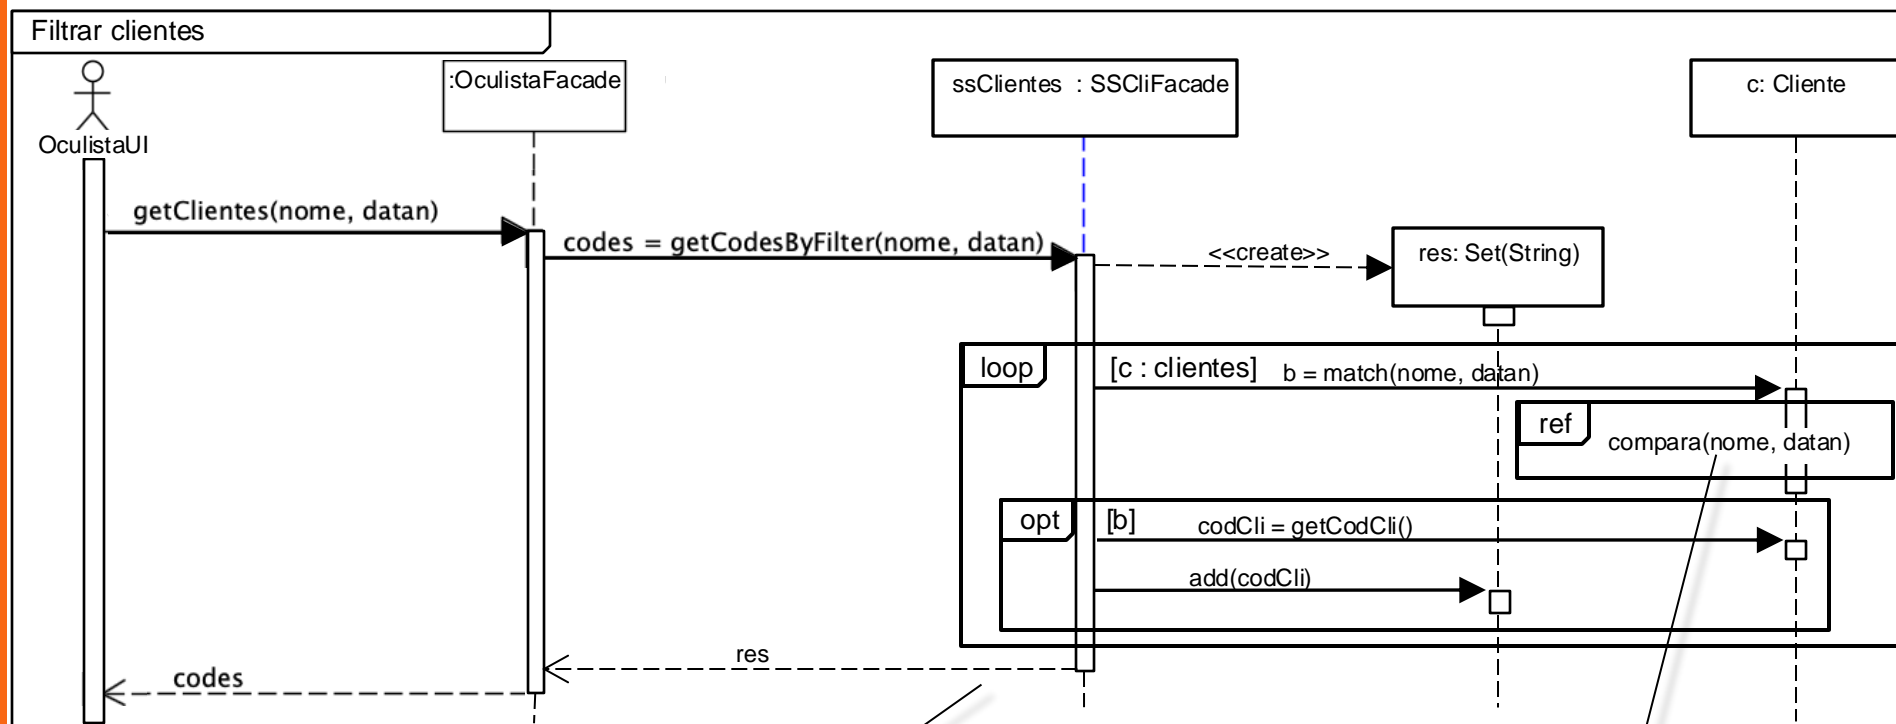 Filtrar clientes
:OculistaFacade
ssClientes : SSCliFacade
c: Cliente
OculistaUI
getClientes(nome, datan)
codes = getCodesByFilter(nome, datan)
<<create>>
res: Set(String)
loop
[c : clientes]
b = match(nome, datan)
ref
compara(nome, datan)
opt
[b]
codCli = getCodCli()
add(codCli)
res
codes